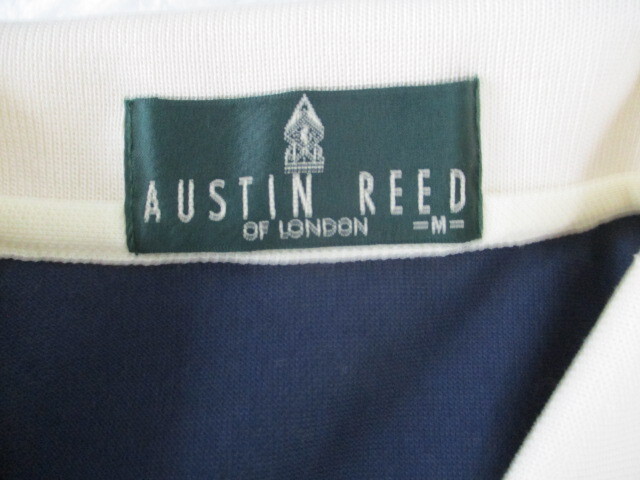 AUSTIN REED
OF LONDON =M=